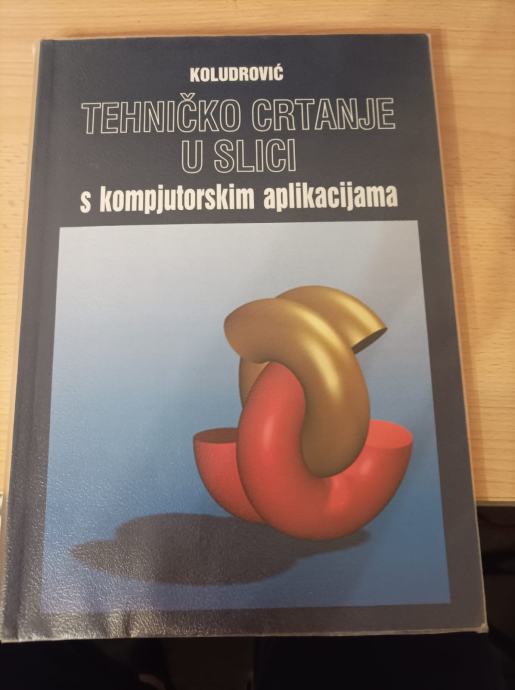 KOLUDROVIĆ
TEHNIČKO CRTANJE
U SLICI
s kompjutorskim aplikacijama